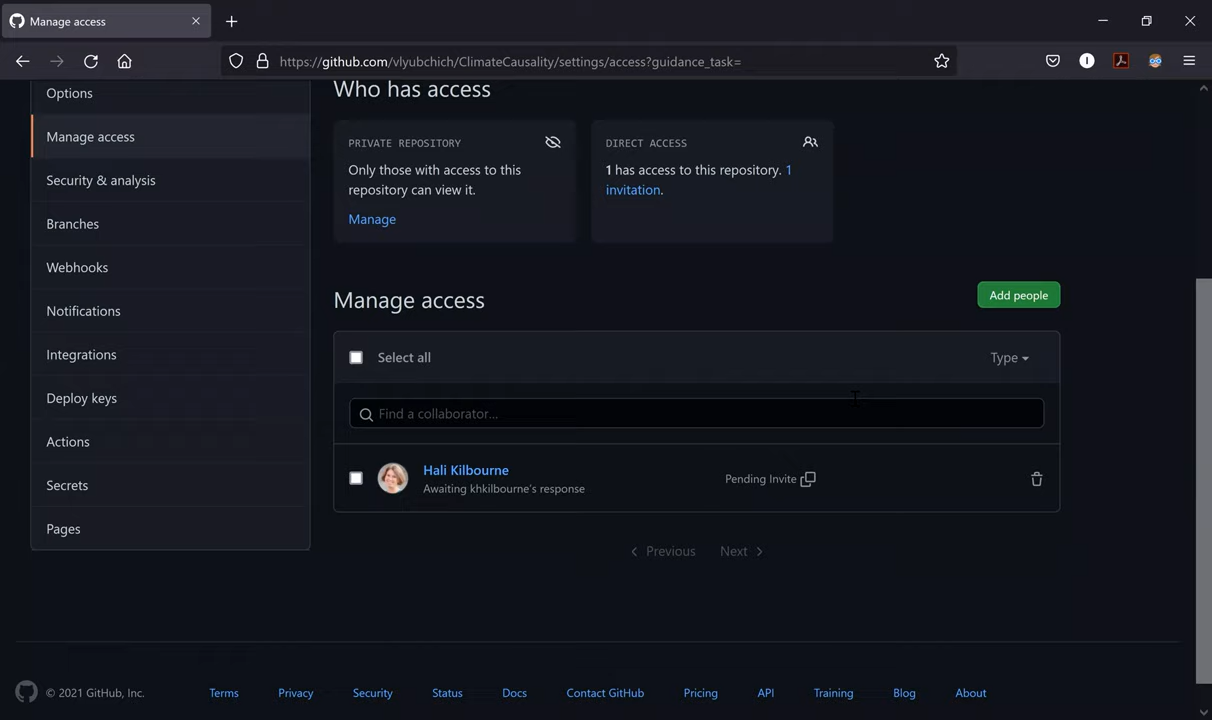 Manage access
https://github.com/vlyubchich/ClimateCausality/settings/access?guidance_task=
Options
Manage access
Security & analysis
Branches
Webhooks
Notifications
Integrations
Deploy keys
Actions
Secrets
Pages
Who has access
PRIVATE REPOSITORY
Only those with access to this
repository can view it.
Manage
DIRECT ACCESS
1 has access to this repository. 1
invitation.
Manage access
Add people
Select all
Type
Find a collaborator...
Hali Kilbourne
Awaiting khkilbourne's response
Pending Invite
Previous Next
© 2021 GitHub, Inc. Terms Privacy Security Status Docs Contact GitHub Pricing API Training Blog About